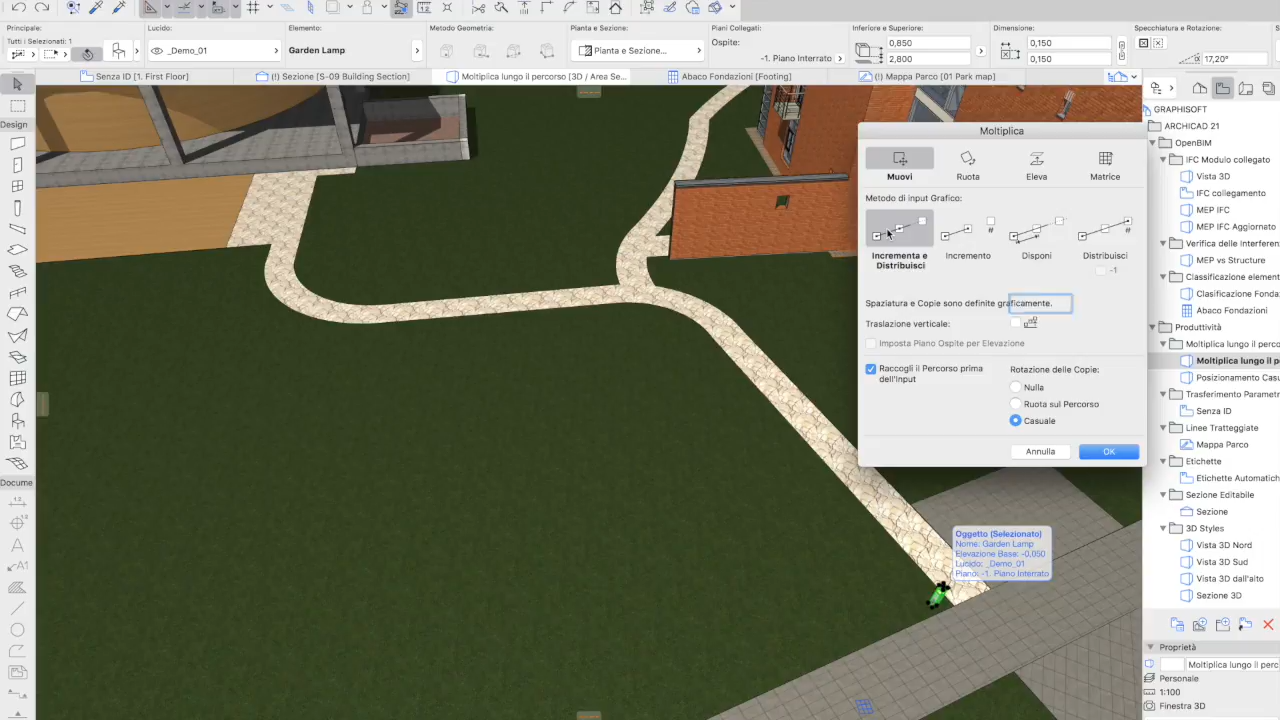 Principale:
Lucido:
Elemento:
Metodo Geometria:
Pianta e Sezione:
Piani Collegati:
Inferiore e Superiore:
Dimensione:
Specchiatura e Rotazione:
Tutti i Selezionati: 1
_Demo_01
Garden Lamp
Pianta e Sezione...
Ospite:
-1. Piano Interrato
0,850
2,800
0,150
0,150
17,20°
Senza ID [1. First Floor]
(!) Sezione [S-09 Building Section]
Moltiplica lungo il percorso [3D / Area Se...
Abaco Fondazioni [Footing]
(!) Mappa Parco [01 Park map]
Design
Docume
Moltiplica
Muovi
Ruota
Eleva
Matrice
Metodo di input Grafico:
Incrementa e
Distribuisci
Incremento
Disponi
Distribuisci
-1
Spaziatura e Copie sono definite graficamente.
Traslazione verticale:
Imposta Piano Ospite per Elevazione
Raccogli il Percorso prima
dell'Input
Rotazione delle Copie:
Nulla
Ruota sul Percorso
Casuale
Annulla
OK
Oggetto (Selezionato)
Nome: Garden Lamp
Elevazione Base: -0,050
Lucido: _Demo_01
Piano: -1. Piano Interrato
GRAPHISOFT
ARCHICAD 21
OpenBIM
IFC Modulo collegato
Vista 3D
IFC collegamento
MEP IFC
MEP IFC Aggiornato
Verifica delle Interferen
MEP vs Structure
Classificazione element
Clasificazione Fonda
Abaco Fondazioni
Produttività
Moltiplica lungo il perco
Moltiplica lungo il p
Posizionamento Casu
Trasferimento Parametr
Senza ID
Linee Tratteggiate
Mappa Parco
Etichette
Etichette Automatich
Sezione Editabile
Sezione
3D Styles
Vista 3D Nord
Vista 3D Sud
Vista 3D dall'alto
Sezione 3D
Proprietà
Moltiplica lungo il perc
Personale
1:100
Finestra 3D